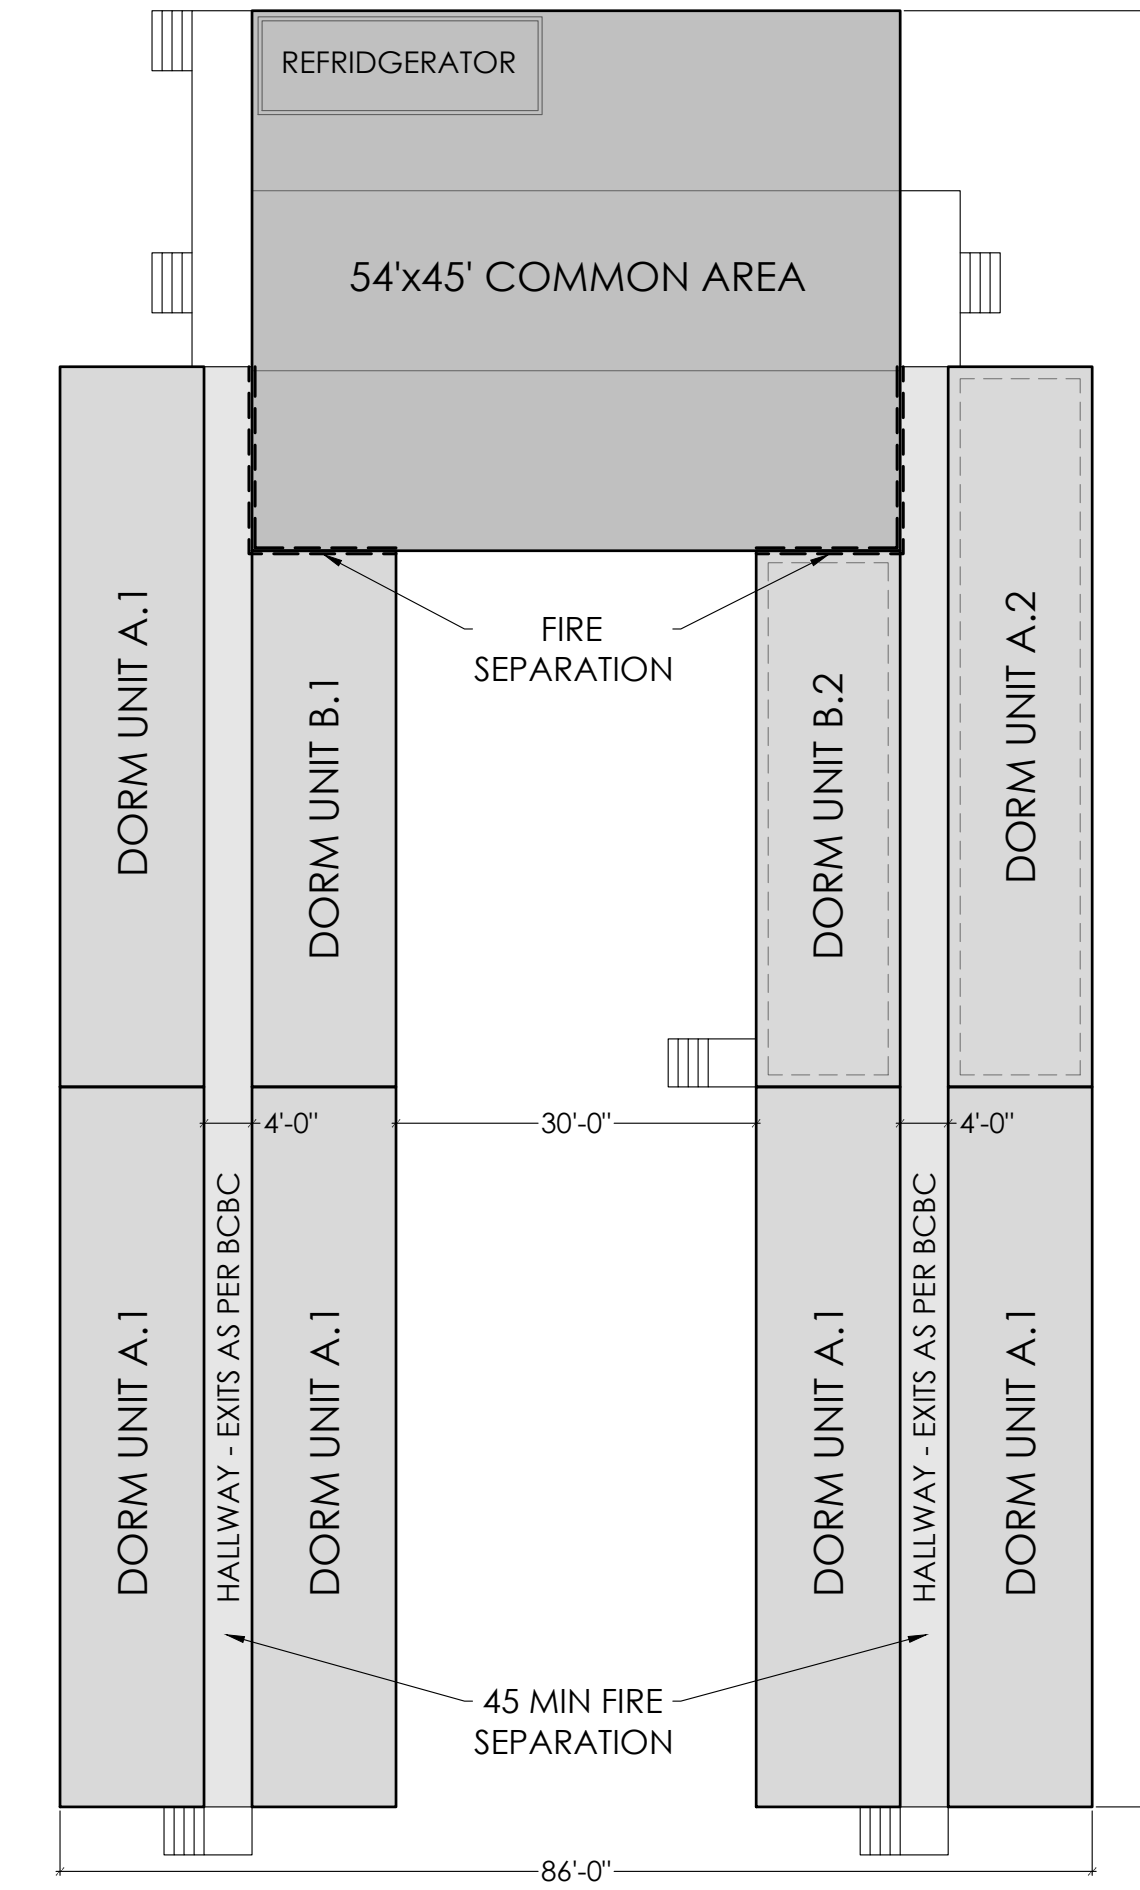 REFRIDGERATOR
54'x45' COMMON AREA
FIRE
SEPARATION
DORM UNIT A.1
DORM UNIT B.1
DORM UNIT B.2
DORM UNIT A.2
4'-0"
30'-0"
4'-0"
DORM UNIT A.1
HALLWAY - EXITS AS PER BCBC
DORM UNIT A.1
DORM UNIT A.1
HALLWAY - EXITS AS PER BCBC
DORM UNIT A.1
45 MIN FIRE
SEPARATION
86'-0"